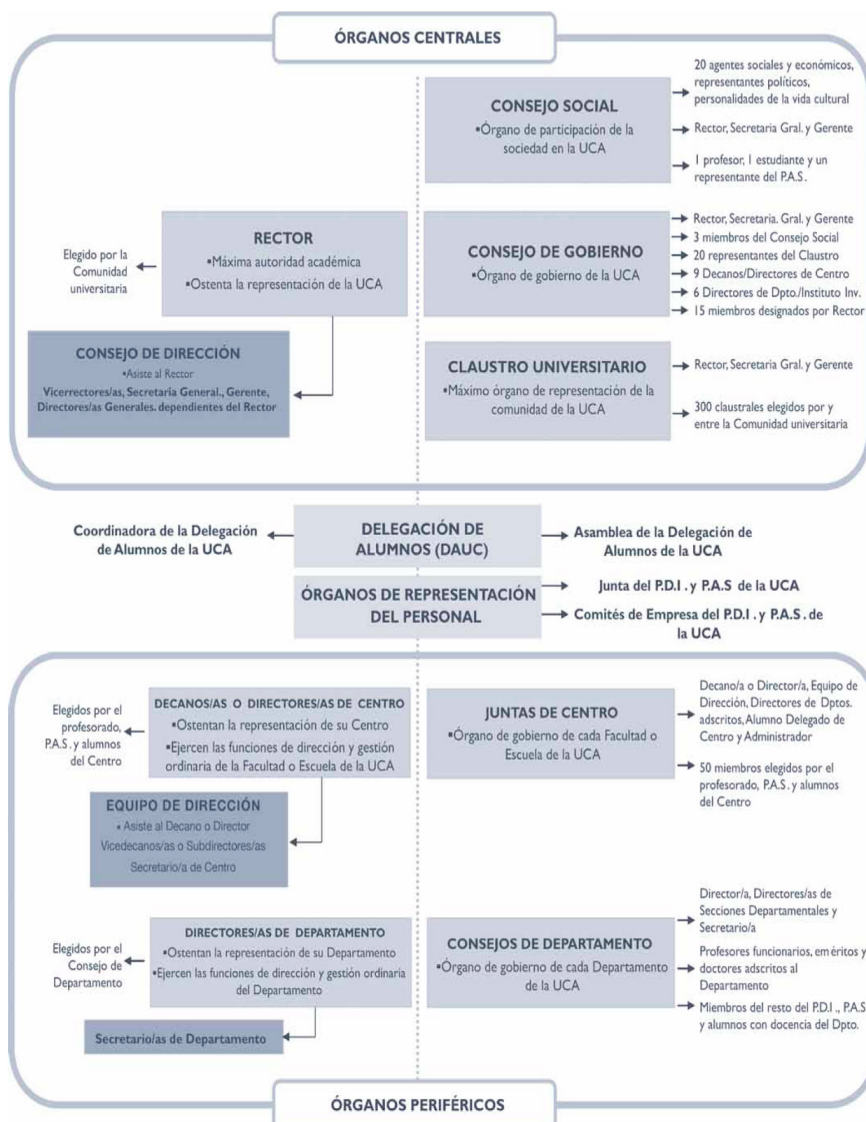 ÓRGANOS CENTRALES
20 agentes sociales y económicos,
representantes políticos,
personalidades de la vida cultural
CONSEJO SOCIAL
▪Órgano de participación de la
sociedad en la UCA
Rector, Secretaria Gral. y Gerente
1 profesor, 1 estudiante y un
representante del P.A.S.
Elegido por la
Comunidad
universitaria
RECTOR
▪Máxima autoridad académica
▪Ostenta la representación de la UCA
CONSEJO DE GOBIERNO
▪Órgano de gobierno de la UCA
Rector, Secretaria. Gral. y Gerente
3 miembros del Consejo Social
20 representantes del Claustro
9 Decanos/Directores de Centro
6 Directores de Dpto./Instituto Inv.
15 miembros designados por Rector
CONSEJO DE DIRECCIÓN
▪Asiste al Rector
Vicerrectores/as, Secretaria General., Gerente,
Directores/as Generales. dependientes del Rector
CLAUSTRO UNIVERSITARIO
▪Máximo órgano de representación de la
comunidad de la UCA
Rector, Secretaria Gral. y Gerente
300 claustrales elegidos por y
entre la Comunidad universitaria
Coordinadora de la Delegación
de Alumnos de la UCA
DELEGACIÓN DE
ALUMNOS (DAUC)
Asamblea de la Delegación de
Alumnos de la UCA
ÓRGANOS DE REPRESENTACIÓN
DEL PERSONAL
Junta del P.D.I. y P.A.S de la UCA
Comités de Empresa del P.D.I. y P.A.S. de
la UCA
Elegidos por el
profesorado,
P.A.S. y alumnos
del Centro
DECANOS/AS O DIRECTORES/AS DE CENTRO
▪Ostentan la representación de su Centro
▪Ejercen las funciones de dirección y gestión
ordinaria de la Facultad o Escuela de la UCA
JUNTAS DE CENTRO
▪Órgano de gobierno de cada Facultad o
Escuela de la UCA
Decano/a o Director/a, Equipo de
Dirección, Directores de Dptos.
adscritos, Alumno Delegado de
Centro y Administrador
50 miembros elegidos por el
profesorado, P.A.S. y alumnos
del Centro
EQUIPO DE DIRECCIÓN
▪ Asiste al Decano o Director
Vicedecanos/as o Subdirectores/as
Secretario/a de Centro
Elegidos por el
Consejo de
Departamento
DIRECTORES/AS DE DEPARTAMENTO
▪Ostentan la representación de su Departamento
▪Ejercen las funciones de dirección y gestión ordinaria
del Departamento
CONSEJOS DE DEPARTAMENTO
▪Órgano de gobierno de cada Departamento
de la UCA
Director/a, Directores/as de
Secciones Departamentales y
Secretario/a
Profesores funcionarios, eméritos y
doctores adscritos al
Departamento
Miembros del resto del P.D.I., P.A.S
y alumnos con docencia del Dpto.
Secretario/as de Departamento
ÓRGANOS PERIFÉRICOS